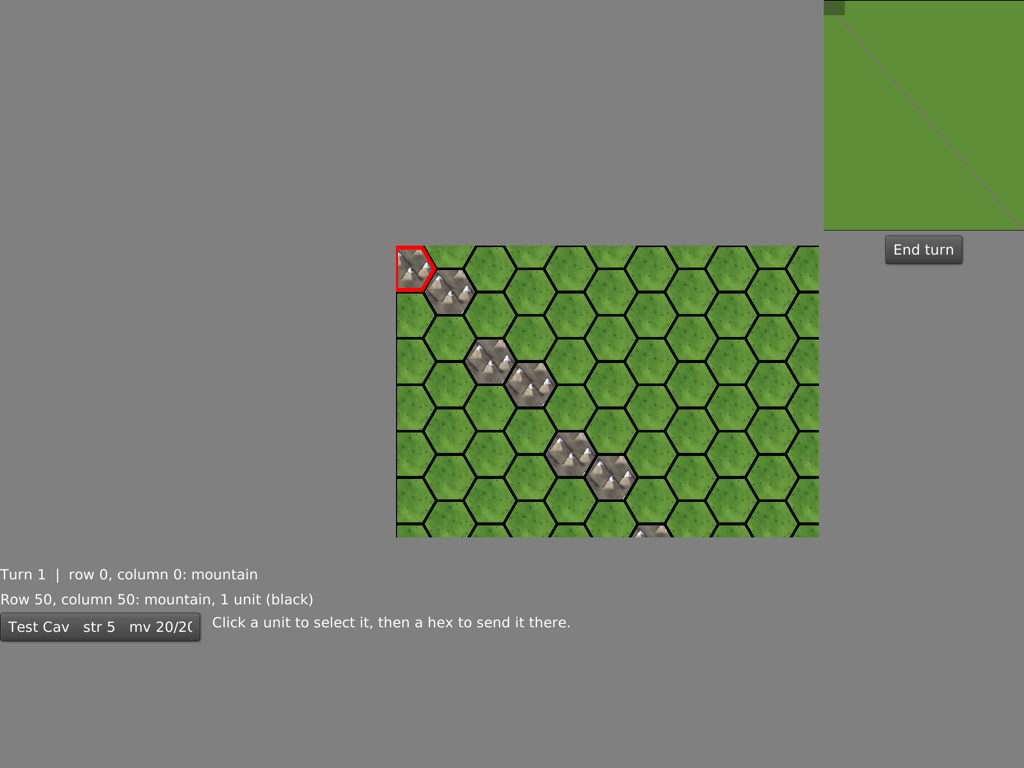 End turn
Turn 1 | row 0, column 0: mountain
Row 50, column 50: mountain, 1 unit (black)
Test Cav str 5 mv 20/20
Click a unit to select it, then a hex to send it there.